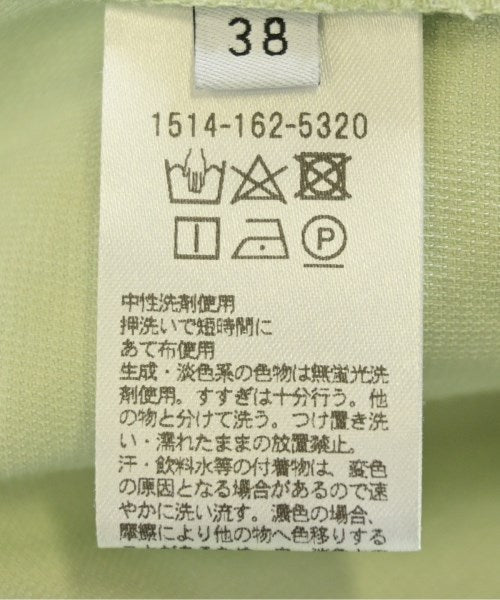 38
1514-162-5320
P
中性洗剤使用
押洗いで短時間に
あて布使用
生成・淡色系の色物は無蛍光洗
剤使用。すすぎは十分行う。他
の物と分けて洗う。つけ置き洗
い・濡れたままの放置禁止。
汗・飲料水等の付着物は、変色
の原因となる場合があるので速
やかに洗い流す。濃色の場合、
摩擦により他の物へ色移りする